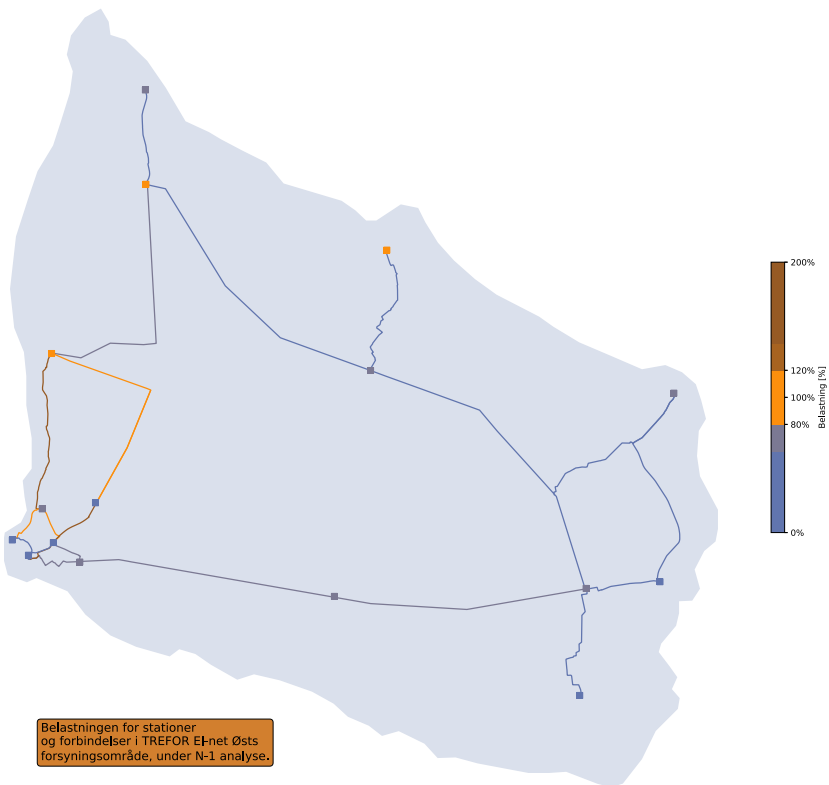 200%
120%
100%
80%
0%
Belastning [%]
Belastningen for stationer
og forbindelser i TREFOR El-net Østs
forsyningsområde, under N-1 analyse.